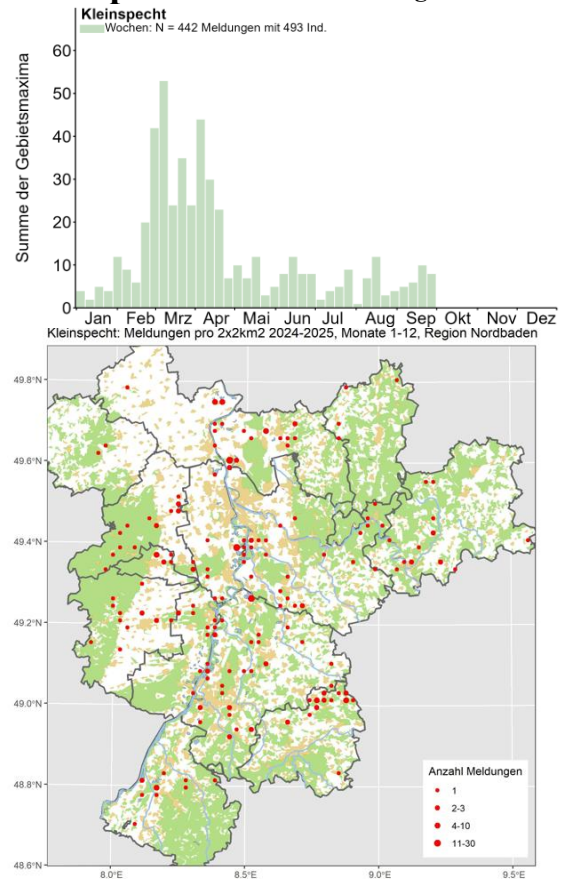 Kleinspecht
Wochen: N = 442 Meldungen mit 493 Ind.
Summe der Gebietsmaxima
60
50
40
30
20
10
0
Jan Feb Mrz Apr Mai Jun Jul Aug Sep Okt Nov Dez
Kleinspecht: Meldungen pro 2x2km2 2024-2025, Monate 1-12, Region Nordbaden
49.8°N
49.6°N
49.4°N
49.2°N
49.0°N
48.8°N
48.6°N
Anzahl Meldungen
1
2-3
4-10
11-30
8.0°E 8.5°E 9.0°E 9.5°E